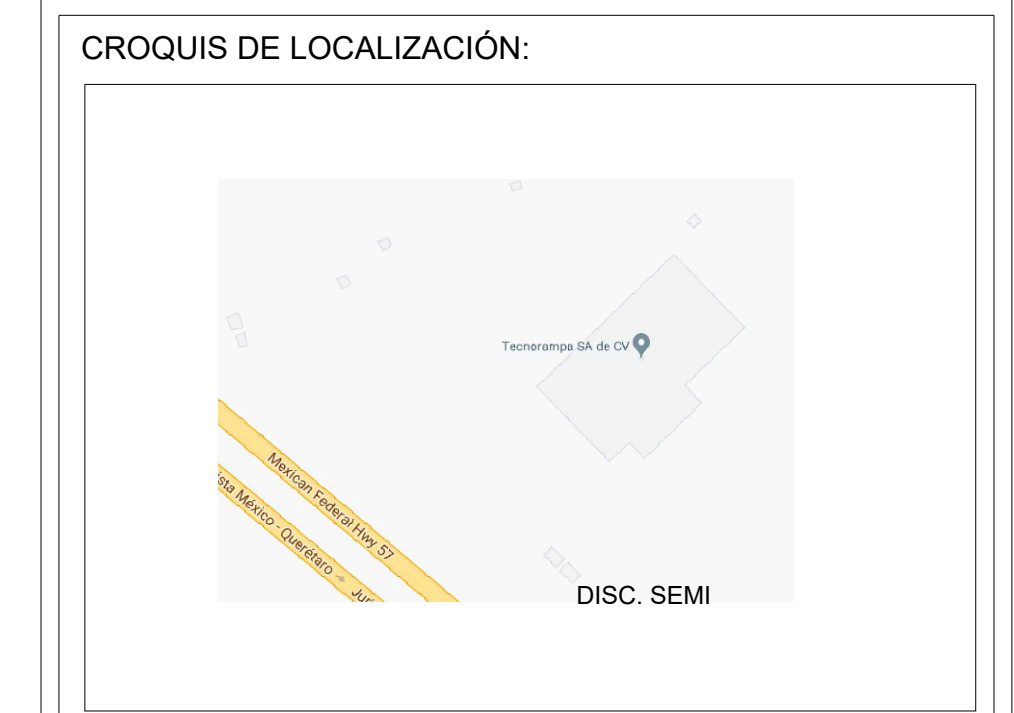 CROQUIS DE LOCALIZACIÓN:
Tecnorampa SA de CV
Mexican Federal Hwy 57
ista México - Querétaro
DISC. SEMI